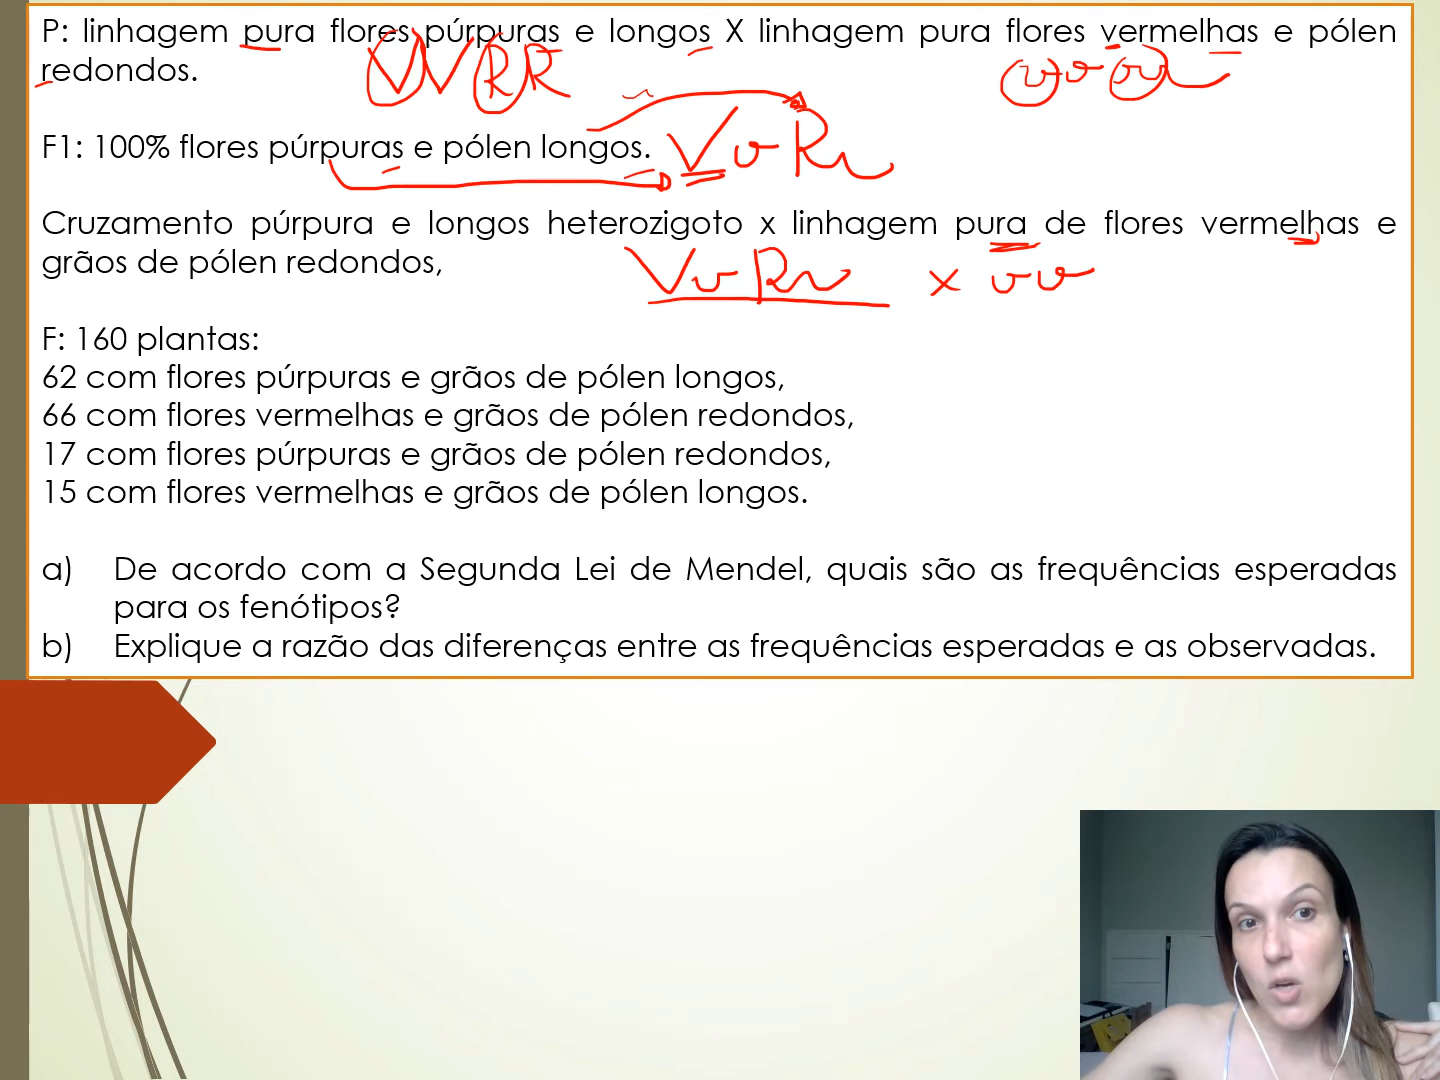 P: linhagem pura flores púrpuras e longos X linhagem pura flores vermelhas e pólen
redondos.
VVRR
vvrr
F1: 100% flores púrpuras e pólen longos.
VvRr
Cruzamento púrpura e longos heterozigoto x linhagem pura de flores vermelhas e
grãos de pólen redondos,
VvRr x vv
F: 160 plantas:
62 com flores púrpuras e grãos de pólen longos,
66 com flores vermelhas e grãos de pólen redondos,
17 com flores púrpuras e grãos de pólen redondos,
15 com flores vermelhas e grãos de pólen longos.
a) De acordo com a Segunda Lei de Mendel, quais são as frequências esperadas
para os fenótipos?
b) Explique a razão das diferenças entre as frequências esperadas e as observadas.